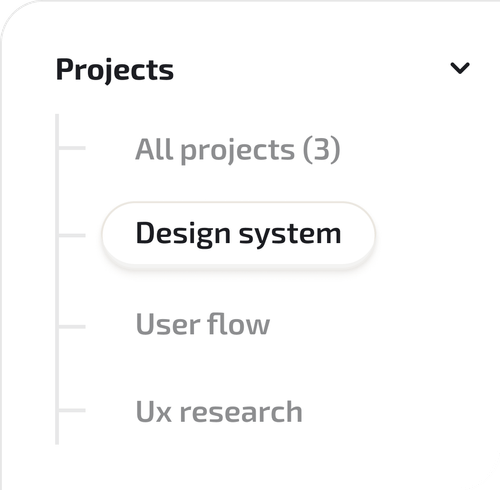 Projects
All projects (3)
Design system
User flow
Ux research